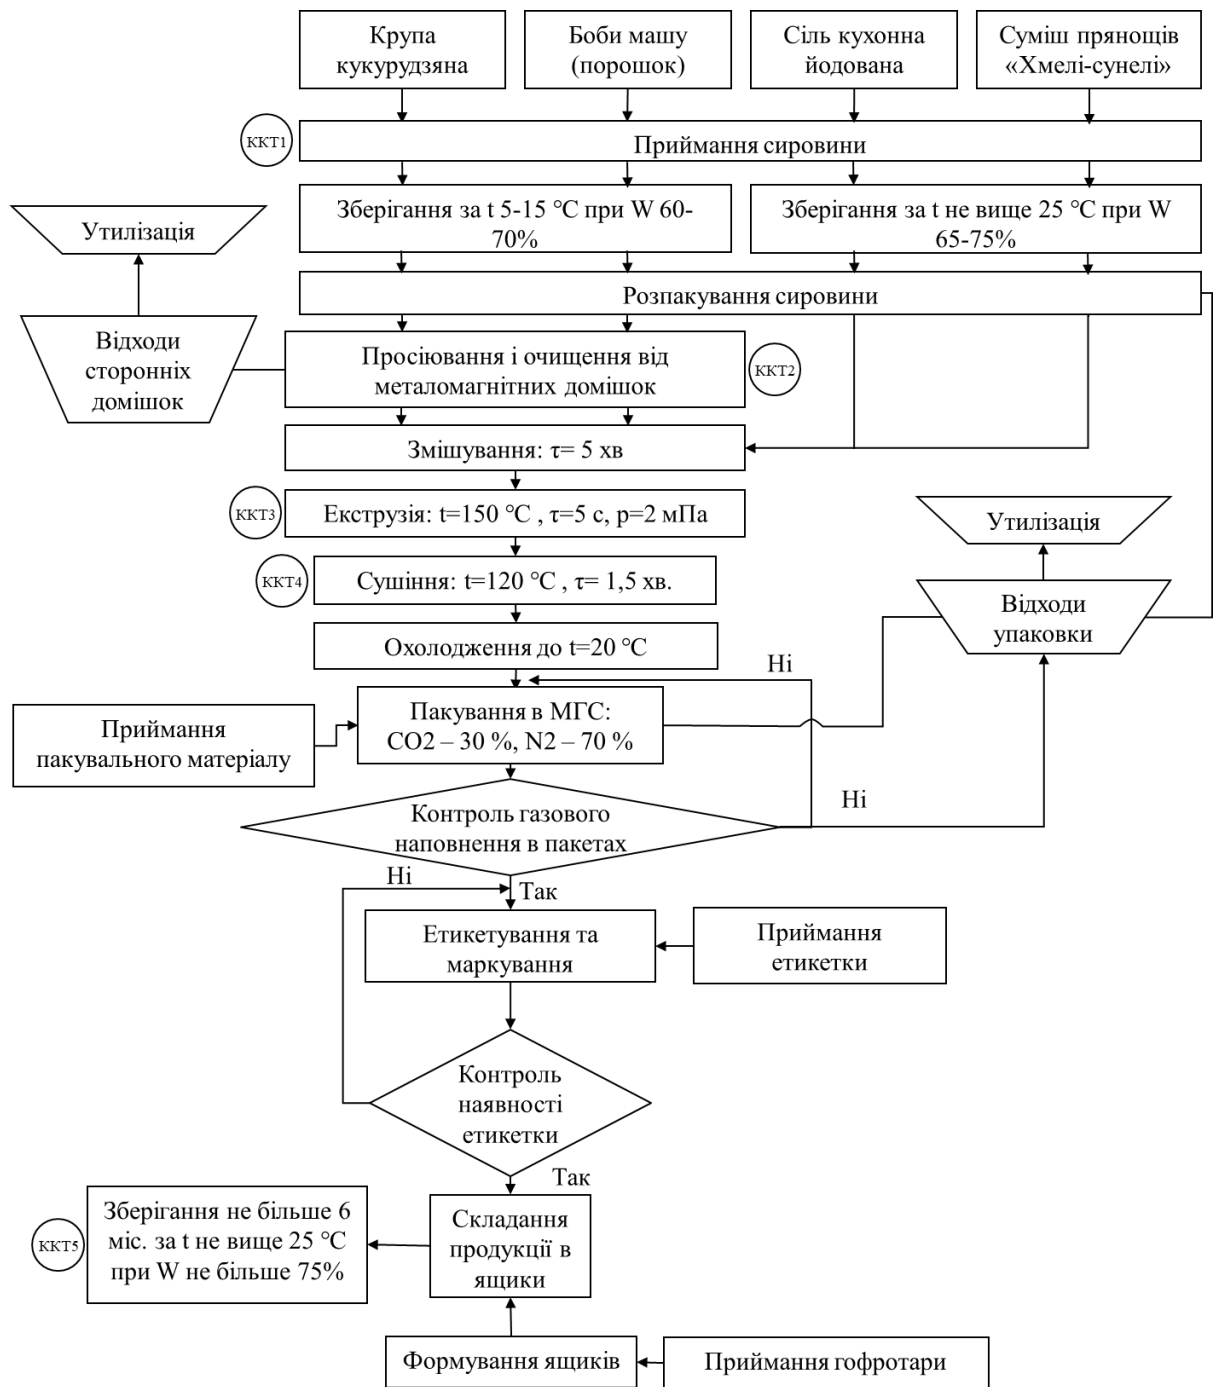 Крупа
кукурудзяна
Боби машу
(порошок)
Сіль кухонна
йодована
Суміш прянощів
«Хмелі-сунелі»
ККТ1
Приймання сировини
Зберігання за t 5-15 °С при W 60-
70%
Зберігання за t не вище 25 °С при W
65-75%
Утилізація
Розпакування сировини
Відходи
сторонніх
домішок
Просіювання і очищення від
металомагнітних домішок
ККТ2
Змішування: τ= 5 хв
ККТ3
Екструзія: t=150 °С , τ=5 с, р=2 мПа
Утилізація
ККТ4
Сушіння: t=120 °С , τ= 1,5 хв.
Відходи
упаковки
Охолодження до t=20 °С
Ні
Приймання
пакувального матеріалу
Пакування в МГС:
СО2 – 30 %, N2 – 70 %
Контроль газового
наповнення в пакетах
Ні
Ні
Так
Етикетування та
маркування
Приймання
етикетки
Контроль
наявності
етикетки
Так
ККТ5
Зберігання не більше 6
міс. за t не вище 25 °С
при W не більше 75%
Складання
продукції в
ящики
Формування ящиків
Приймання гофротари